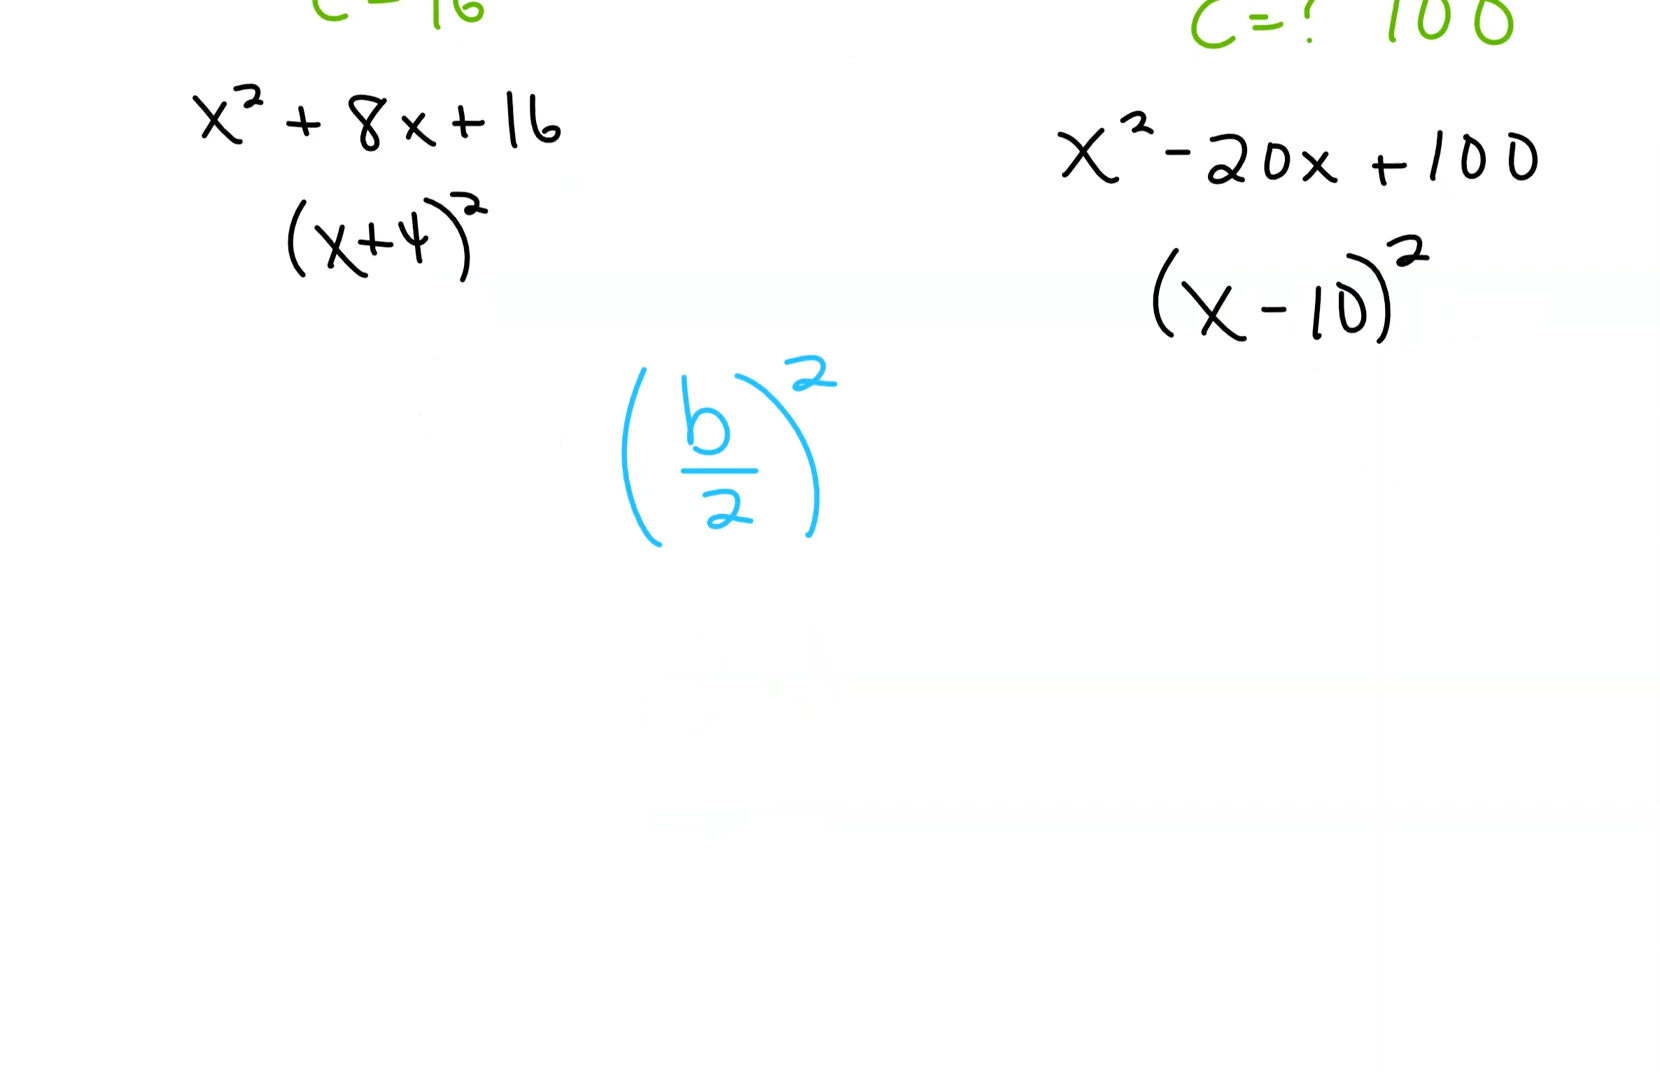 c = 16
c = ? 100
x² + 8x + 16
(x+4)²
x² - 20x + 100
(x - 10)²
(b/2)²